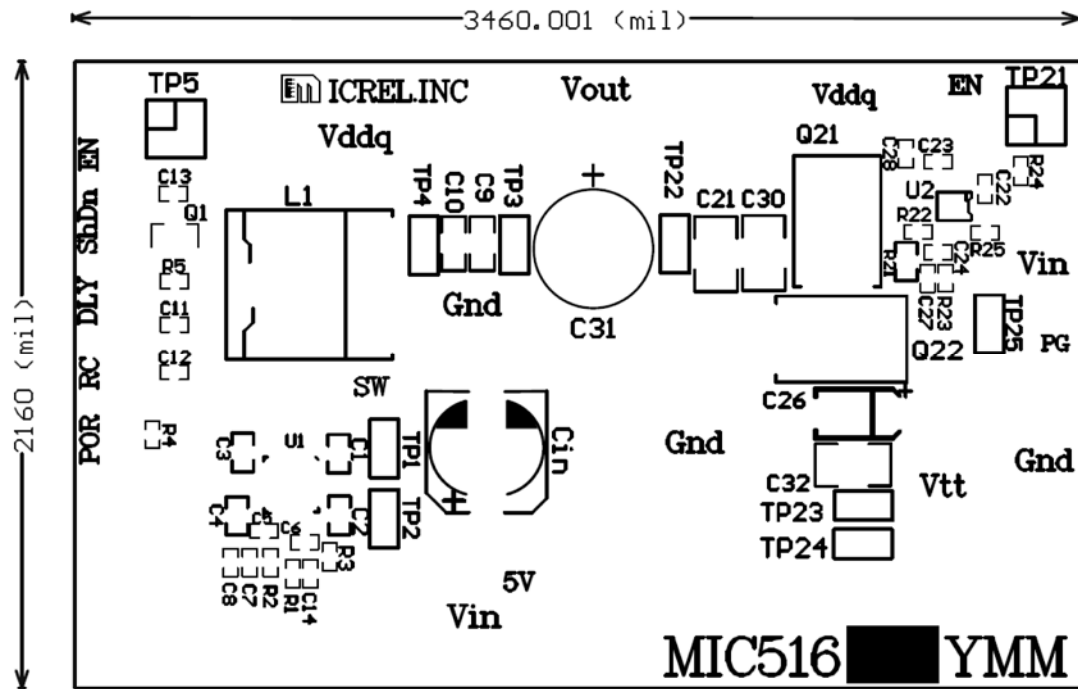 3460.001 (mil)
2160 (mil)
TP5
ICREL.INC
Vout
Vddq
EN
TP21
Vddq
Q21
C28
C23
R24
C13
Q1
L1
TP4
C10
C9
TP3
TP22
C21
C30
U2
C22
R22
R25
R21
C24
Vin
R5
Gnd
C27
R23
TP25
C11
C31
Q22
PG
C12
SW
C26
POR RC DLY ShDn EN
R4
C3
U1
C1
TP1
Cin
Gnd
Gnd
C32
Vtt
C4
C5
C6
C2
TP2
TP23
R3
TP24
C8
C7
R2
R1
C14
5V
Vin
MIC516
YMM